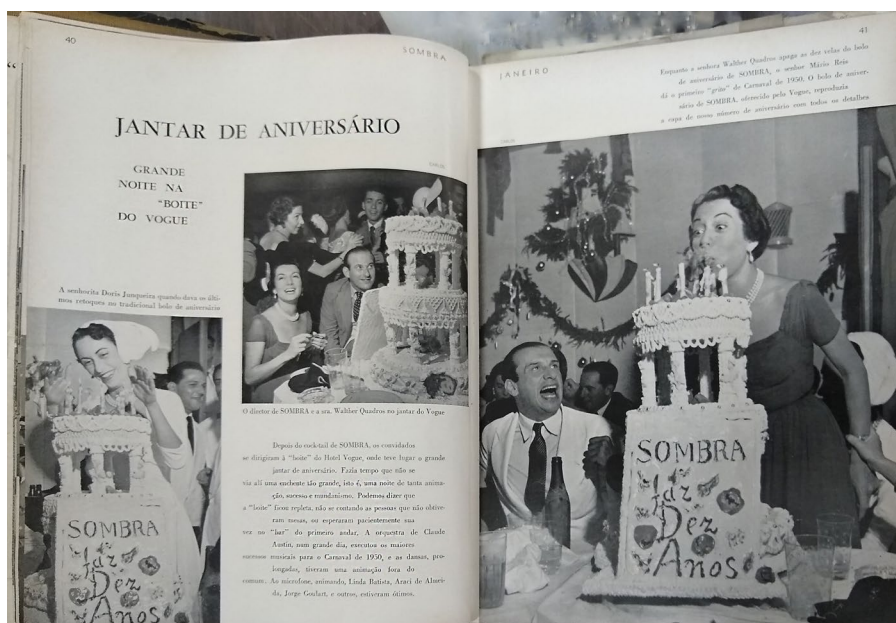 40
SOMBRA
JANTAR DE ANIVERSÁRIO
GRANDE
NOITE NA
"BOITE"
DO VOGUE
A senhorita Doris Junqueira quando dava os últi-
mos retoques no tradicional bolo de aniversário
SOMBRA
faz
Dez
Anos
O diretor de SOMBRA e a sra. Walther Quadros no jantar do Vogue
Depois do cock-tail de SOMBRA, os convidados
se dirigiram à "boite" do Hotel Vogue, onde teve lugar o grande
jantar de aniversário. Fazia tempo que não se
via ali uma enchente tão grande, isto é, uma noite de tanta anima-
ção, sucesso e mundanismo. Podemos dizer que
a "boite" ficou repleta, não se contando as pessoas que não obtive-
ram mesas, ou esperaram pacientemente sua
vez no "bar" do primeiro andar. A orquestra de Claude
Austin, num grande dia, executou os maiores
sucessos musicais para o Carnaval de 1950, e as dansas, pro-
longadas, tiveram uma animação fora do
comum. Ao microfone, animando, Linda Batista, Araci de Almei-
da, Jorge Goulart, e outros, estiveram ótimos.
JANEIRO
41
Enquanto a senhora Walther Quadros apaga as dez velas do bolo
de aniversário de SOMBRA, o senhor Mário Reis
dá o primeiro "grito" de Carnaval de 1950. O bolo de aniver-
sário de SOMBRA, oferecido pelo Vogue, reproduzia
a capa de nosso número de aniversário com todos os detalhes
SOMBRA
faz
Dez
Anos